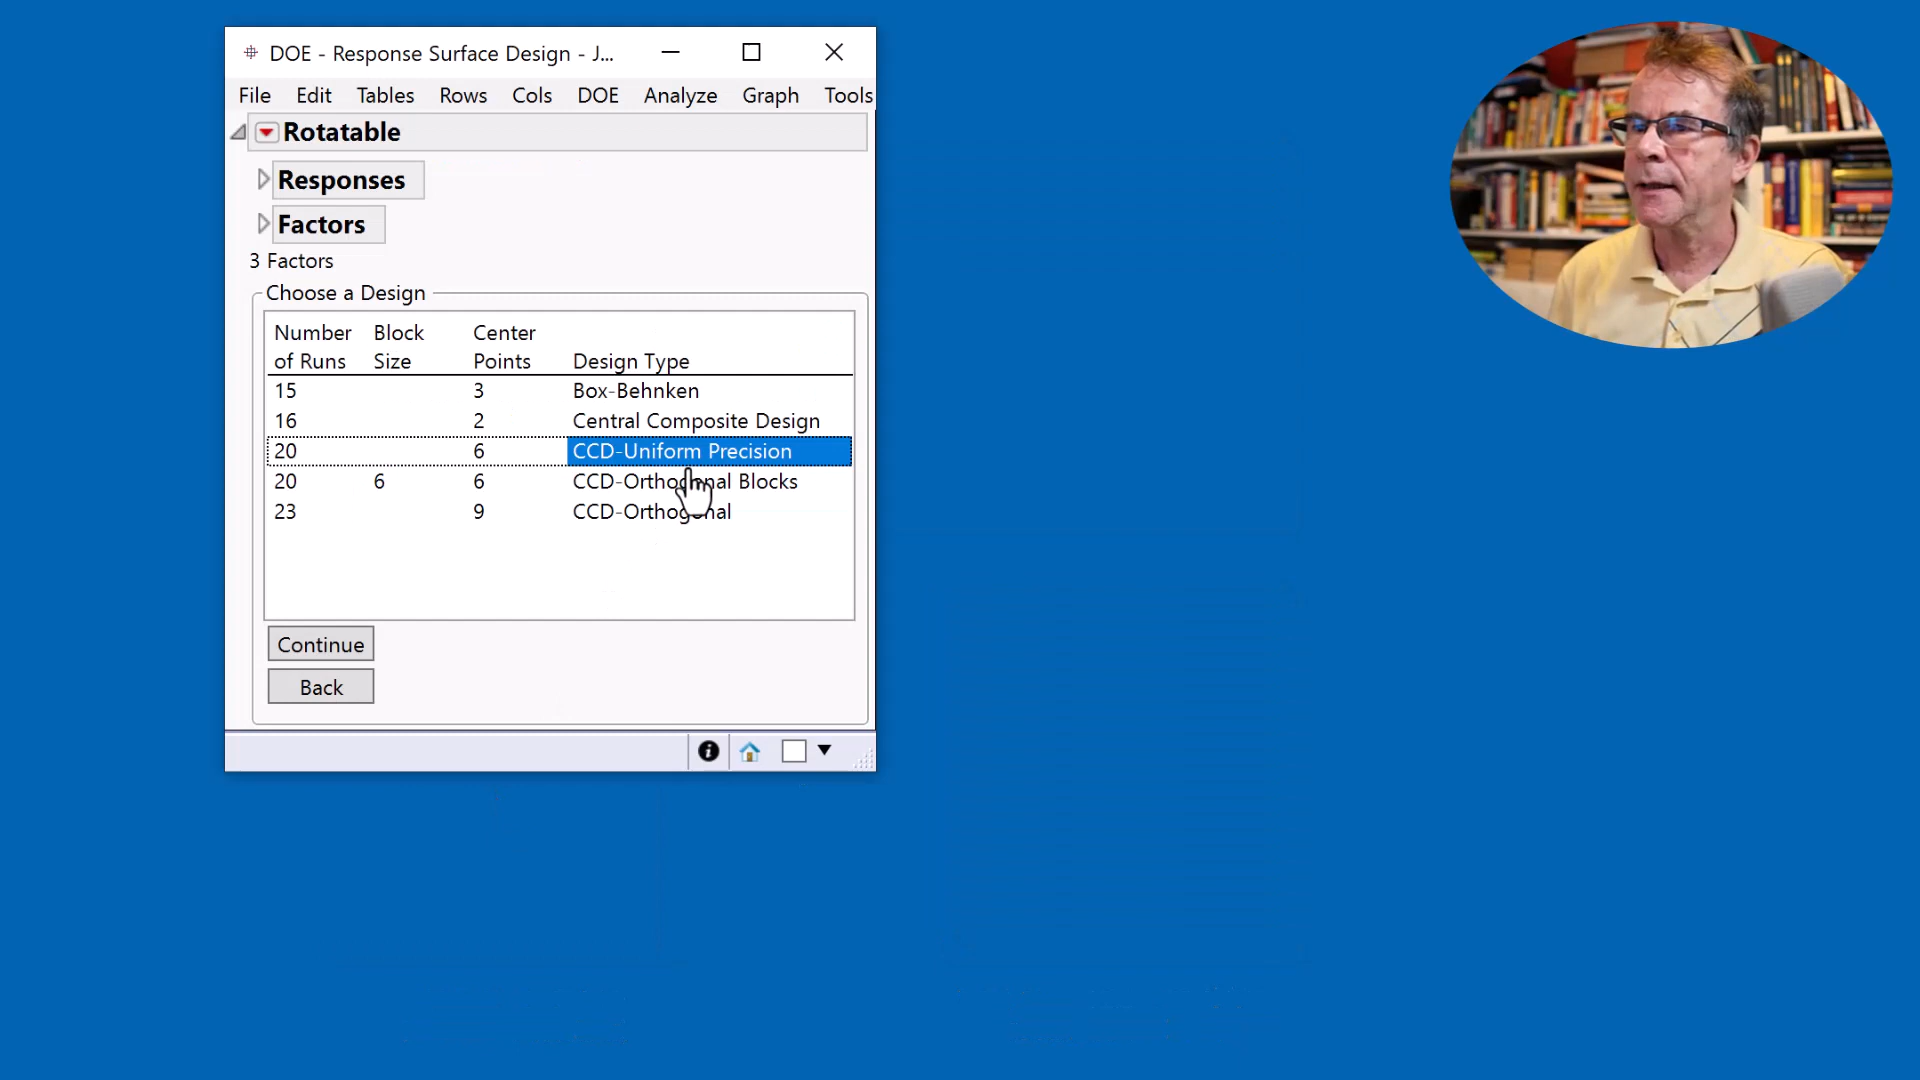 DOE - Response Surface Design - J...
File Edit Tables Rows Cols DOE Analyze Graph Tools
Rotatable
Responses
Factors
3 Factors
Choose a Design
Number Block Center
of Runs Size Points Design Type
15 3 Box-Behnken
16 2 Central Composite Design
20 6 CCD-Uniform Precision
20 6 6 CCD-Orthogonal Blocks
23 9 CCD-Orthogonal
Continue
Back